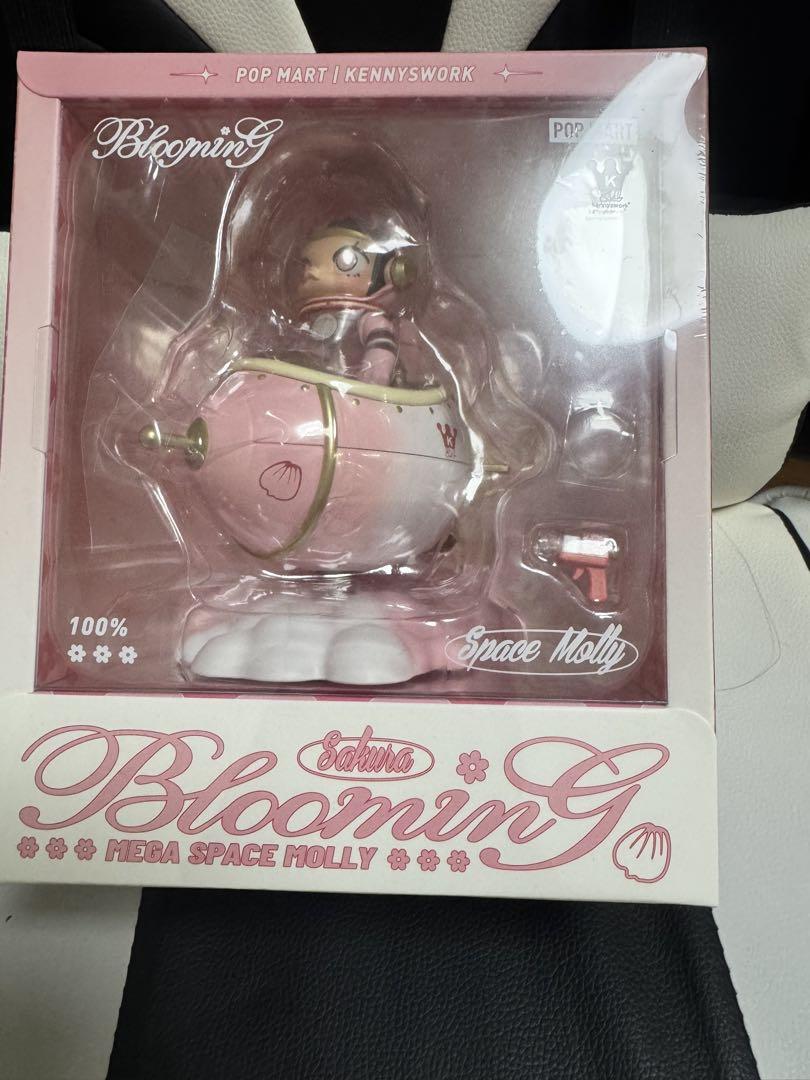 POP MART | KENNYSWORK
BloominG
POP MART
K
K
100%
Space Molly
Sakura
BloominG
MEGA SPACE MOLLY